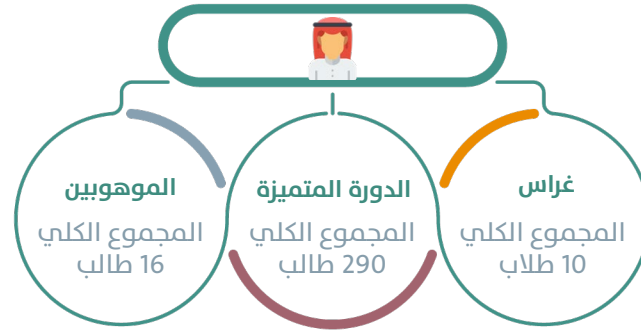 غراس
المجموع الكلي
10 طلاب
الدورة المتميزة
المجموع الكلي
290 طالب
الموهوبين
المجموع الكلي
16 طالب